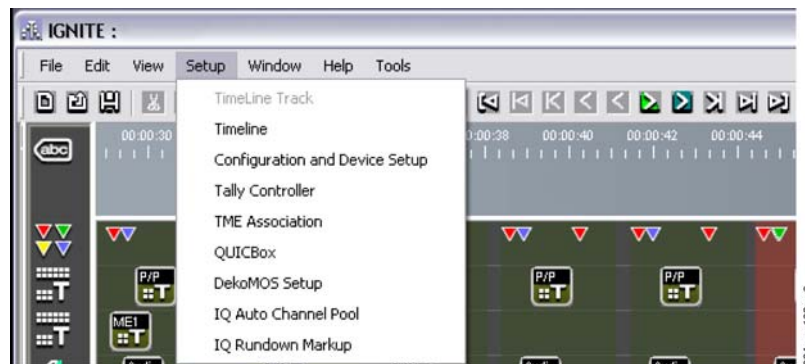 IGNITE :
File Edit View Setup Window Help Tools
TimeLine Track
Timeline
Configuration and Device Setup
Tally Controller
TME Association
QUICBox
DekoMOS Setup
IQ Auto Channel Pool
IQ Rundown Markup
abc 00:00:30 0:00:38 00:00:40 00:00:42 00:00:44
P/P T P/P T P/P T
T
ME1 T
T